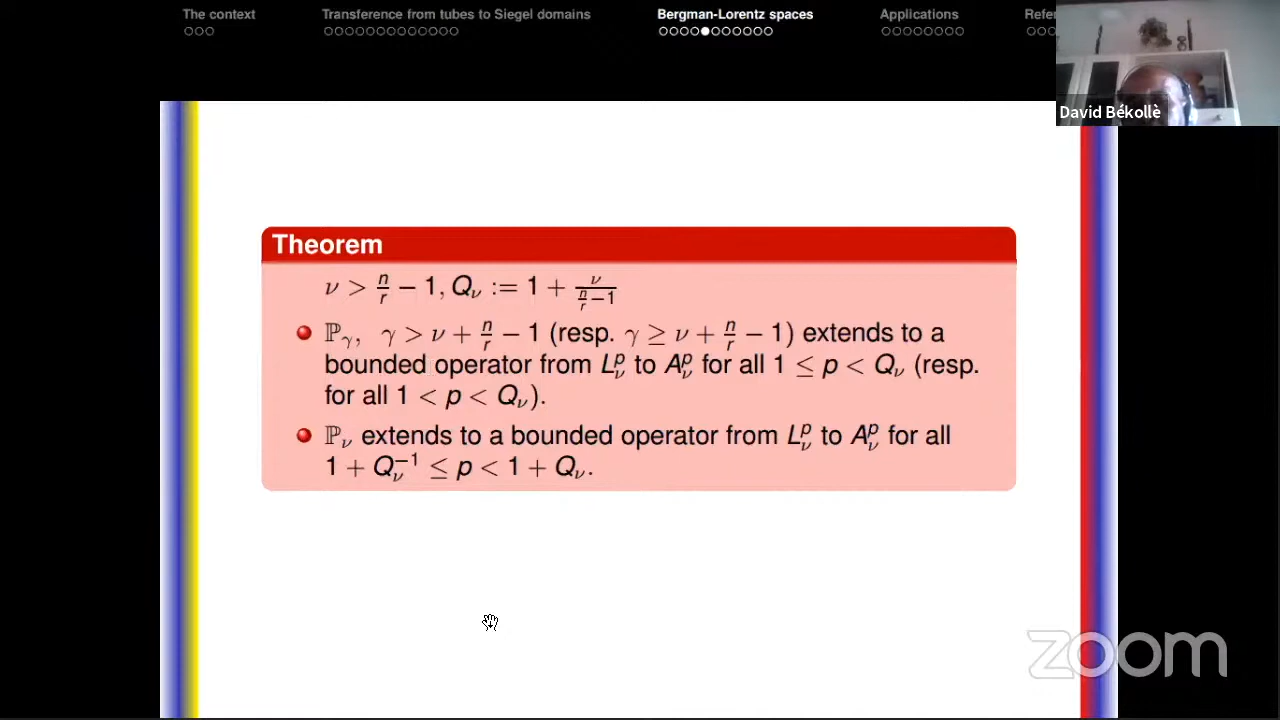 The context
Transference from tubes to Siegel domains
Bergman-Lorentz spaces
Applications
Refe
David Békollè
Theorem
ν > n/r − 1, Q_ν := 1 + ν/(n/r − 1)
ℙ_γ, γ > ν + n/r − 1 (resp. γ ≥ ν + n/r − 1) extends to a
bounded operator from L^p_ν to A^p_ν for all 1 ≤ p < Q_ν (resp.
for all 1 < p < Q_ν).
ℙ_ν extends to a bounded operator from L^p_ν to A^p_ν for all
1 + Q_ν^{−1} ≤ p < 1 + Q_ν.
zoom